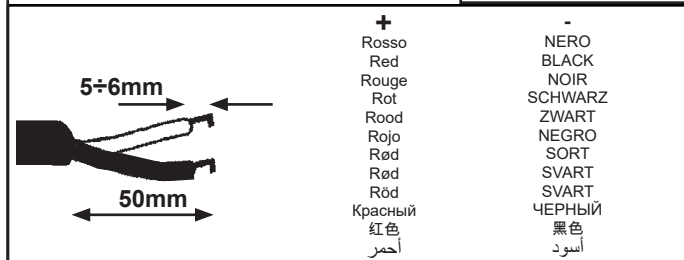 5÷6mm
50mm
+ -
Rosso NERO
Red BLACK
Rouge NOIR
Rot SCHWARZ
Rood ZWART
Rojo NEGRO
Rød SORT
Rød SVART
Röd SVART
Красный ЧЕРНЫЙ
红色 黑色
أحمر أسود